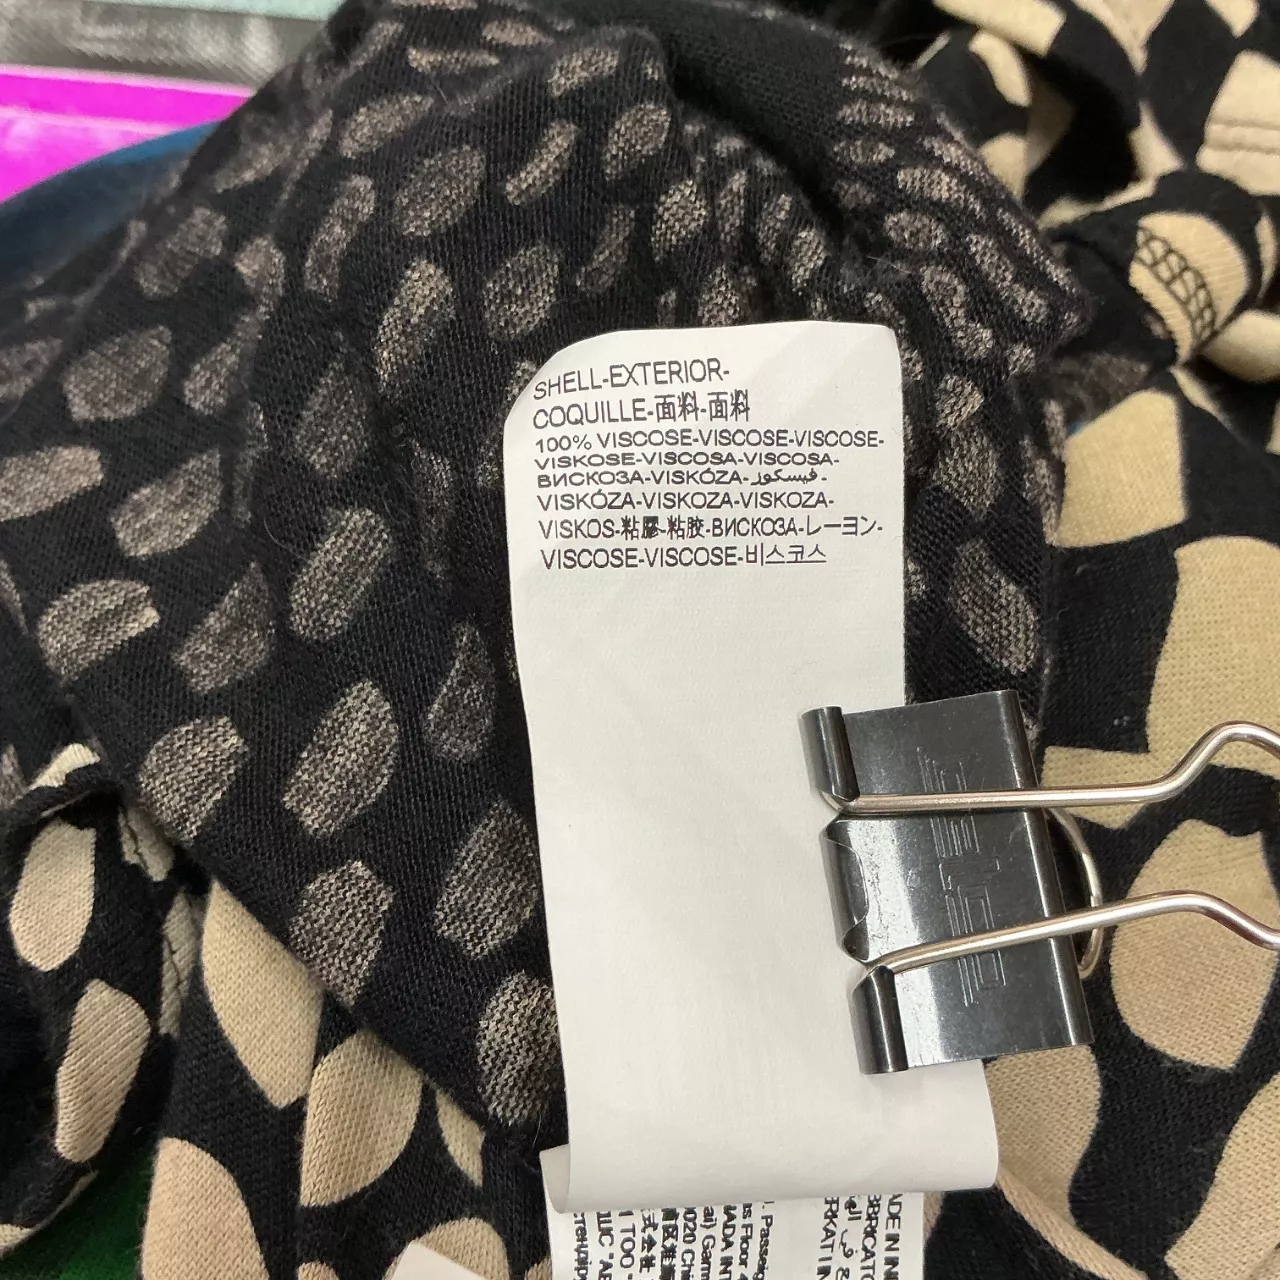 SHELL-EXTERIOR-
COQUILLE-面料-面料
100% VISCOSE-VISCOSE-VISCOSE-
VISKOSE-VISCOSA-VISCOSA-
ВИСКОЗА-VISKÓZA-فيسكوز-
VISKÓZA-VISKOZA-VISKOZA-
VISKOS-粘膠-粘胶-ВИСКОЗА-レーヨン-
VISCOSE-VISCOSE-비스코스